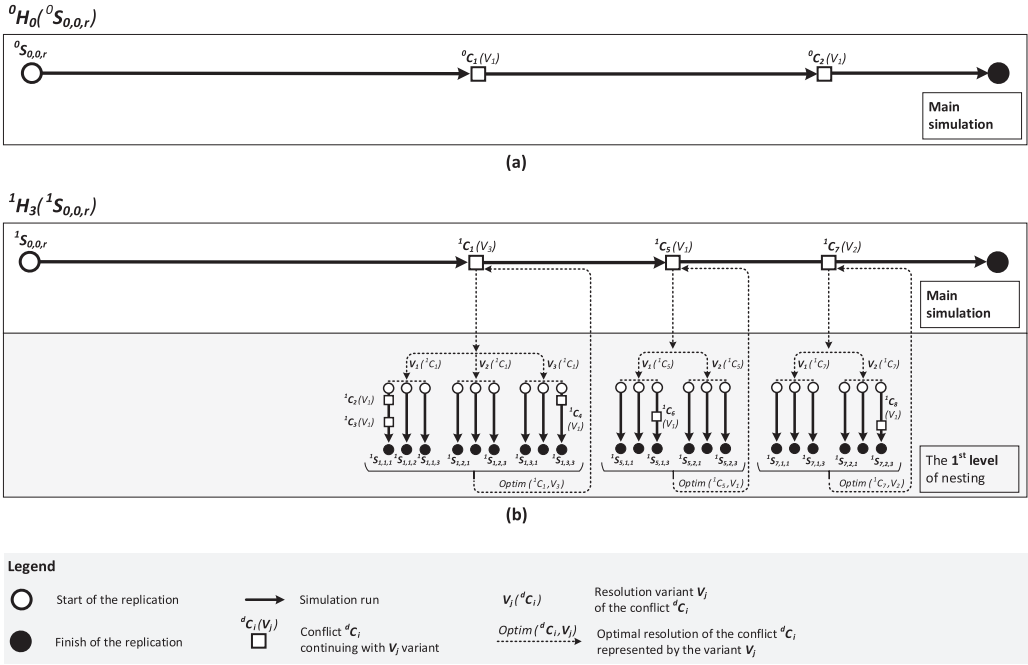 ⁰H₀(⁰S₀,₀,ᵣ)
⁰S₀,₀,ᵣ
⁰C₁(V₁)
⁰C₂(V₁)
Main
simulation
(a)
¹H₃(¹S₀,₀,ᵣ)
¹S₀,₀,ᵣ
¹C₁(V₃)
¹C₅(V₁)
¹C₇(V₂)
Main
simulation
V₁(¹C₁)
V₂(¹C₁)
V₃(¹C₁)
V₁(¹C₅)
V₂(¹C₅)
V₁(¹C₇)
V₂(¹C₇)
¹C₂(V₁)
¹C₃(V₁)
¹C₄
(V₁)
¹C₆
(V₁)
¹C₈
(V₁)
¹S₁,₁,₁ ¹S₁,₁,₂ ¹S₁,₁,₃ ¹S₁,₂,₁ ¹S₁,₂,₃ ¹S₁,₃,₁ ¹S₁,₃,₃
¹S₅,₁,₁ ¹S₅,₁,₃ ¹S₅,₂,₁ ¹S₅,₂,₃
¹S₇,₁,₁ ¹S₇,₁,₃ ¹S₇,₂,₁ ¹S₇,₂,₃
Optim (¹C₁,V₃)
Optim (¹C₅,V₁)
Optim (¹C₇,V₂)
The 1ˢᵗ level
of nesting
(b)
Legend
Start of the replication
Finish of the replication
Simulation run
ᵈCᵢ(Vⱼ)
Conflict ᵈCᵢ
continuing with Vⱼ variant
Vⱼ(ᵈCᵢ)
Resolution variant Vⱼ
of the conflict ᵈCᵢ
Optim(ᵈCᵢ,Vⱼ)
Optimal resolution of the conflict ᵈCᵢ
represented by the variant Vⱼ